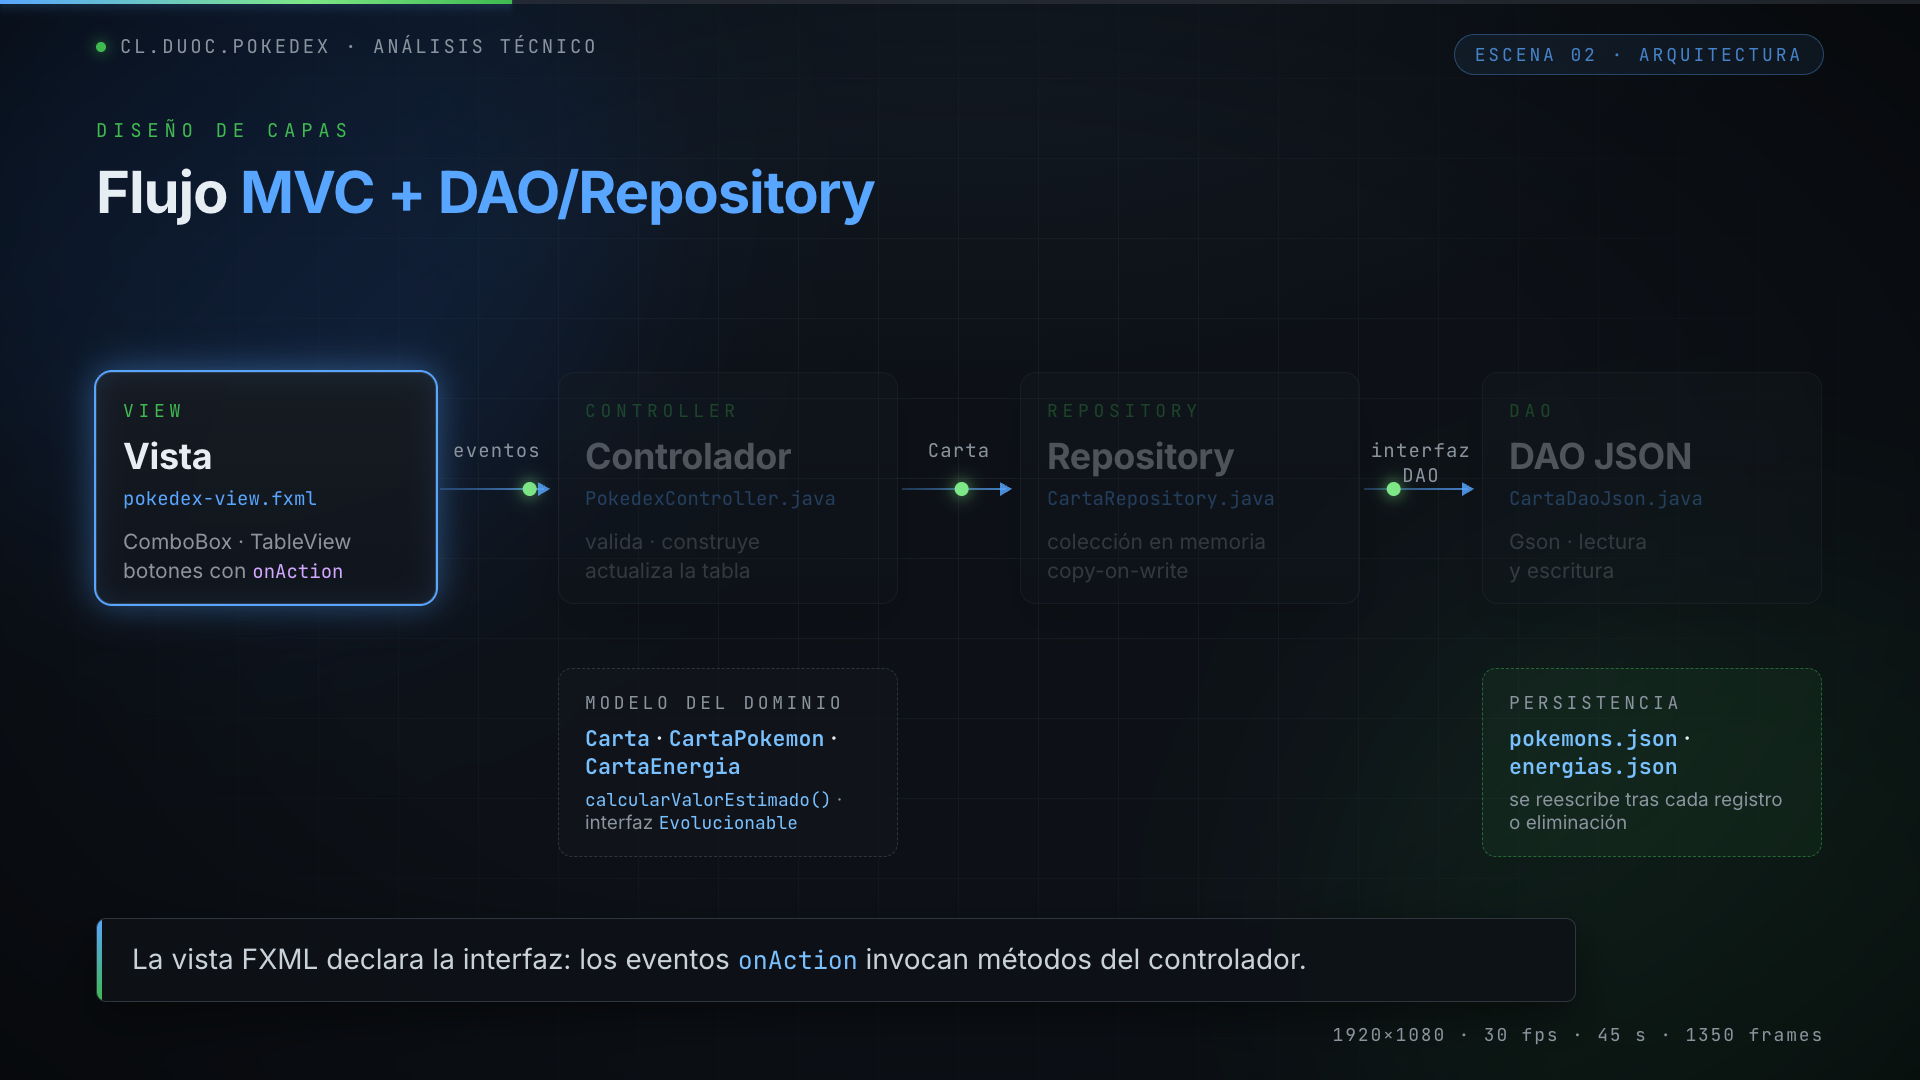 CL.DUOC.POKEDEX · ANÁLISIS TÉCNICO
ESCENA 02 · ARQUITECTURA
DISEÑO DE CAPAS
Flujo MVC + DAO/Repository
VIEW
Vista
pokedex-view.fxml
ComboBox · TableView
botones con onAction
eventos
CONTROLLER
Controlador
PokedexController.java
valida · construye
actualiza la tabla
Carta
REPOSITORY
Repository
CartaRepository.java
colección en memoria
copy-on-write
interfaz
DAO
DAO
DAO JSON
CartaDaoJson.java
Gson · lectura
y escritura
MODELO DEL DOMINIO
Carta · CartaPokemon ·
CartaEnergia
calcularValorEstimado() ·
interfaz Evolucionable
PERSISTENCIA
pokemons.json ·
energias.json
se reescribe tras cada registro
o eliminación
La vista FXML declara la interfaz: los eventos onAction invocan métodos del controlador.
1920×1080 · 30 fps · 45 s · 1350 frames